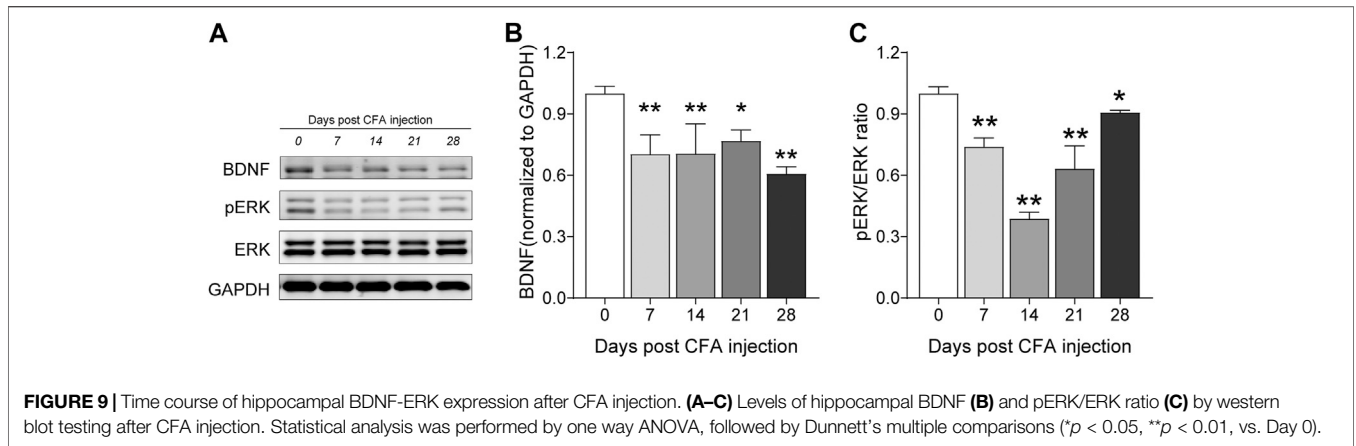 A
Days post CFA injection
0 7 14 21 28
BDNF
pERK
ERK
GAPDH
B
BDNF(normalized to GAPDH)
1.2
0.9
0.6
0.3
0.0
** ** * **
0 7 14 21 28
Days post CFA injection
C
pERK/ERK ratio
1.2
0.9
0.6
0.3
0.0
** ** ** *
0 7 14 21 28
Days post CFA injection
FIGURE 9 | Time course of hippocampal BDNF-ERK expression after CFA injection. (A–C) Levels of hippocampal BDNF (B) and pERK/ERK ratio (C) by western
blot testing after CFA injection. Statistical analysis was performed by one way ANOVA, followed by Dunnett’s multiple comparisons (*p < 0.05, **p < 0.01, vs. Day 0).